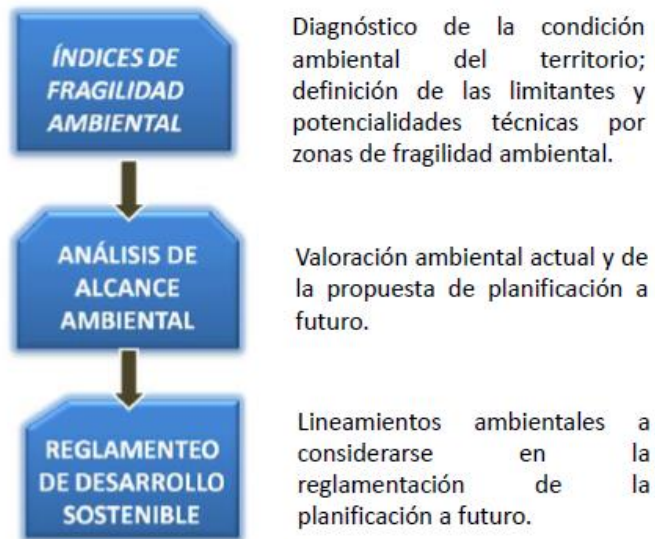 ÍNDICES DE
FRAGILIDAD
AMBIENTAL
Diagnóstico de la condición
ambiental del territorio;
definición de las limitantes y
potencialidades técnicas por
zonas de fragilidad ambiental.
ANÁLISIS DE
ALCANCE
AMBIENTAL
Valoración ambiental actual y de
la propuesta de planificación a
futuro.
REGLAMENTEO
DE DESARROLLO
SOSTENIBLE
Lineamientos ambientales a
considerarse en la
reglamentación de la
planificación a futuro.